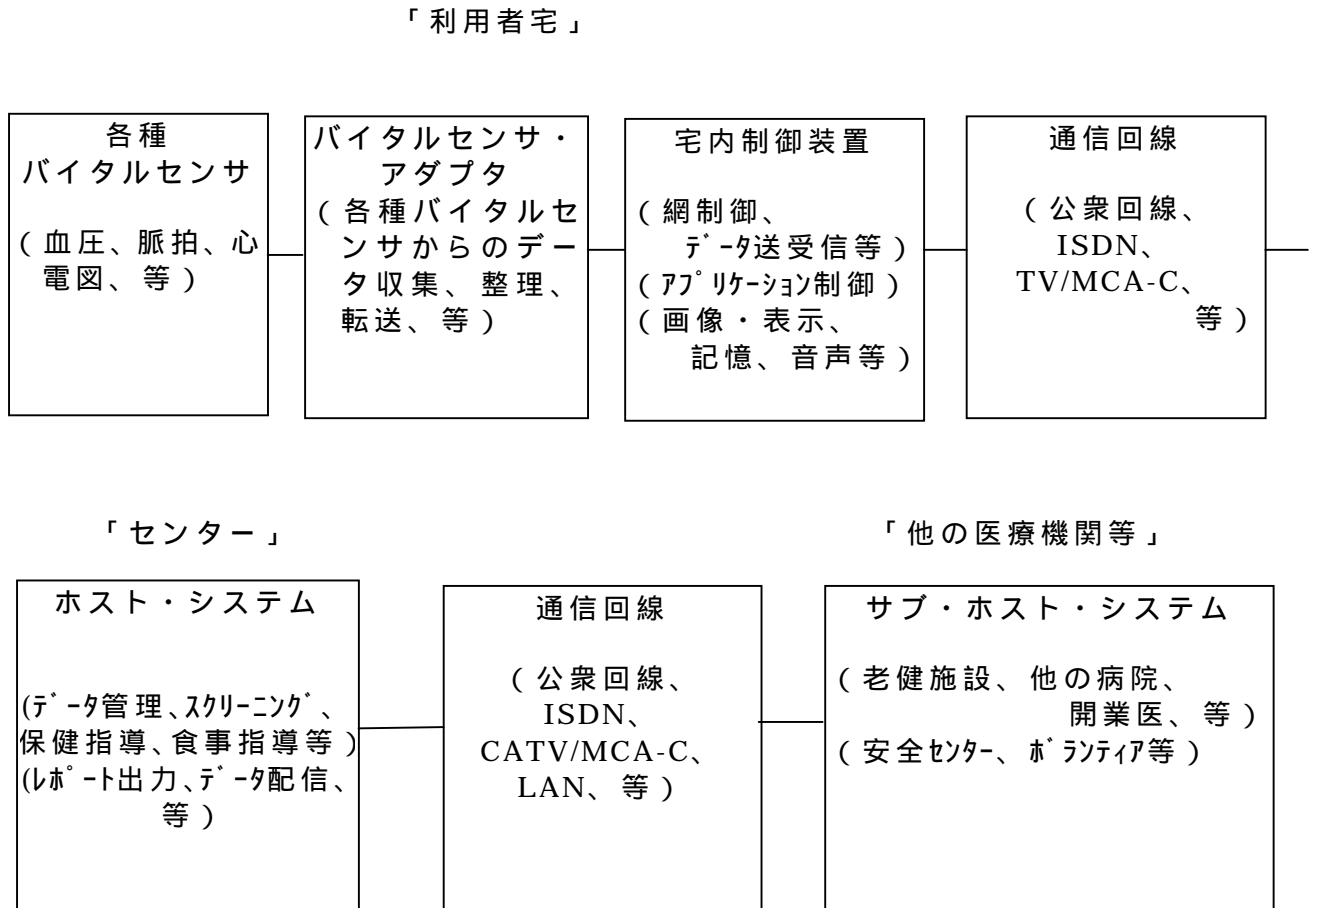 「利用者宅」
各種
バイタルセンサ
(血圧、脈拍、心
電図、等)
バイタルセンサ・
アダプタ
(各種バイタルセ
ンサからのデー
タ収集、整理、
転送、等)
宅内制御装置
(網制御、
データ送受信等)
(アプリケーション制御)
(画像・表示、
記憶、音声等)
通信回線
(公衆回線、
ISDN、
TV/MCA-C、
等)
「センター」
ホスト・システム
(データ管理、スクリーニング、
保健指導、食事指導等)
(レポート出力、データ配信、
等)
通信回線
(公衆回線、
ISDN、
CATV/MCA-C、
LAN、等)
「他の医療機関等」
サブ・ホスト・システム
(老健施設、他の病院、
開業医、等)
(安全センター、ボランティア等)